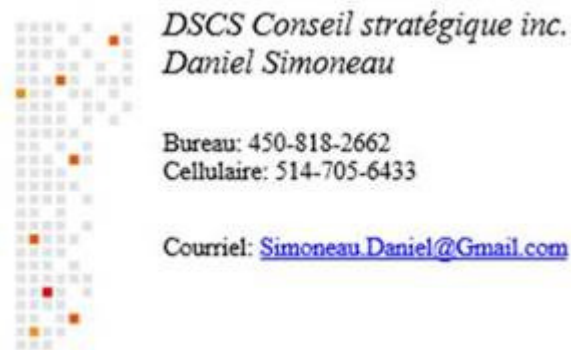 DSCS Conseil stratégique inc.
Daniel Simoneau
Bureau: 450-818-2662
Cellulaire: 514-705-6433
Courriel: Simoneau.Daniel@Gmail.com